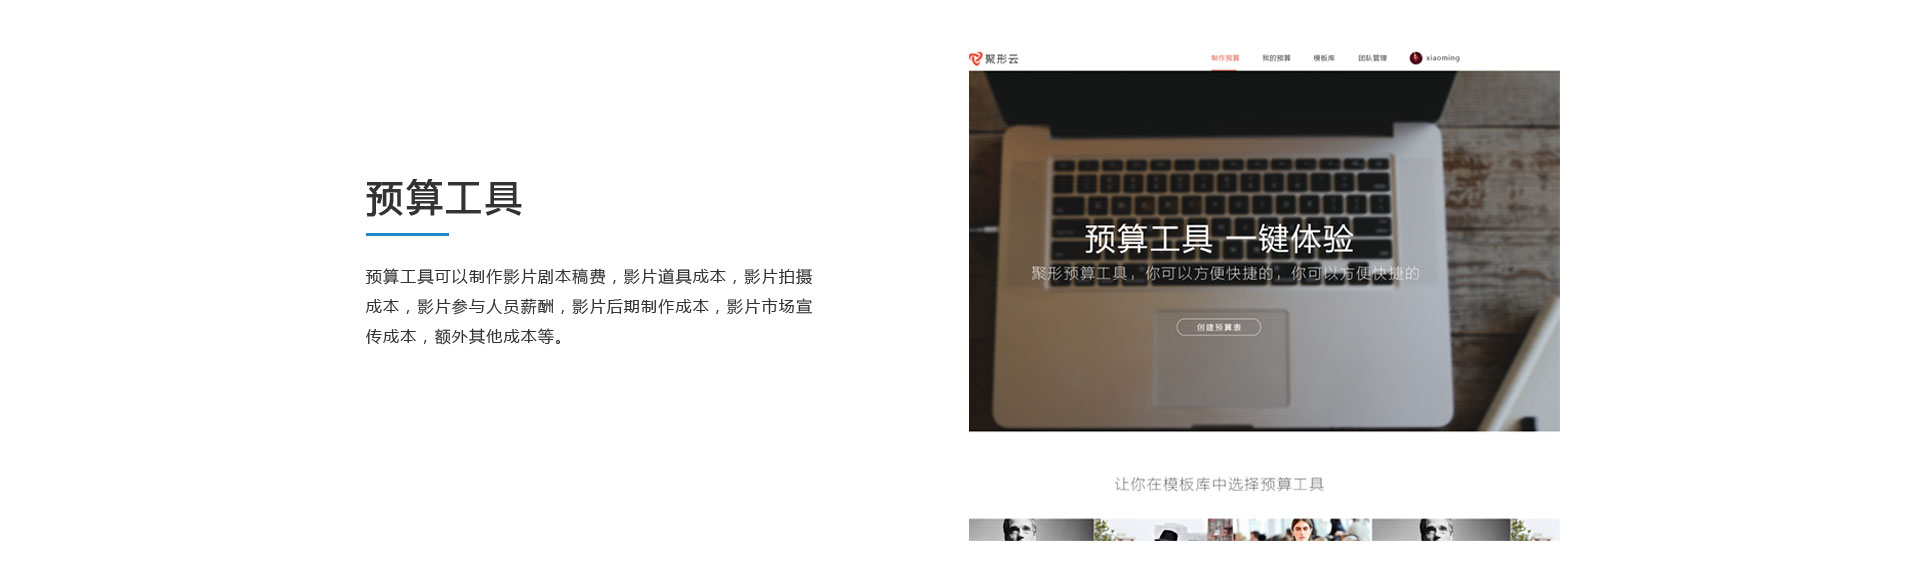 预算工具
预算工具可以制作影片剧本稿费，影片道具成本，影片拍摄
成本，影片参与人员薪酬，影片后期制作成本，影片市场宣
传成本，额外其他成本等。
聚形云
制作预算 我的预算 模板库 团队管理 xiaoming
预算工具 一键体验
聚形预算工具，你可以方便快捷的，你可以方便快捷的
创建预算表
让你在模板库中选择预算工具